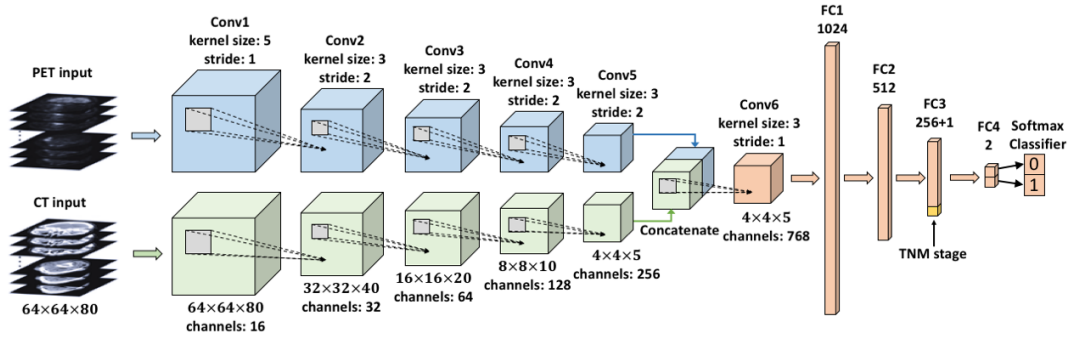 PET input
Conv1
kernel size: 5
stride: 1
Conv2
kernel size: 3
stride: 2
Conv3
kernel size: 3
stride: 2
Conv4
kernel size: 3
stride: 2
Conv5
kernel size: 3
stride: 2
Conv6
kernel size: 3
stride: 1
FC1
1024
FC2
512
FC3
256+1
FC4
2
Softmax
Classifier
0
1
CT input
64×64×80
64×64×80
channels: 16
32×32×40
channels: 32
16×16×20
channels: 64
8×8×10
channels: 128
4×4×5
channels: 256
Concatenate
4×4×5
channels: 768
TNM stage